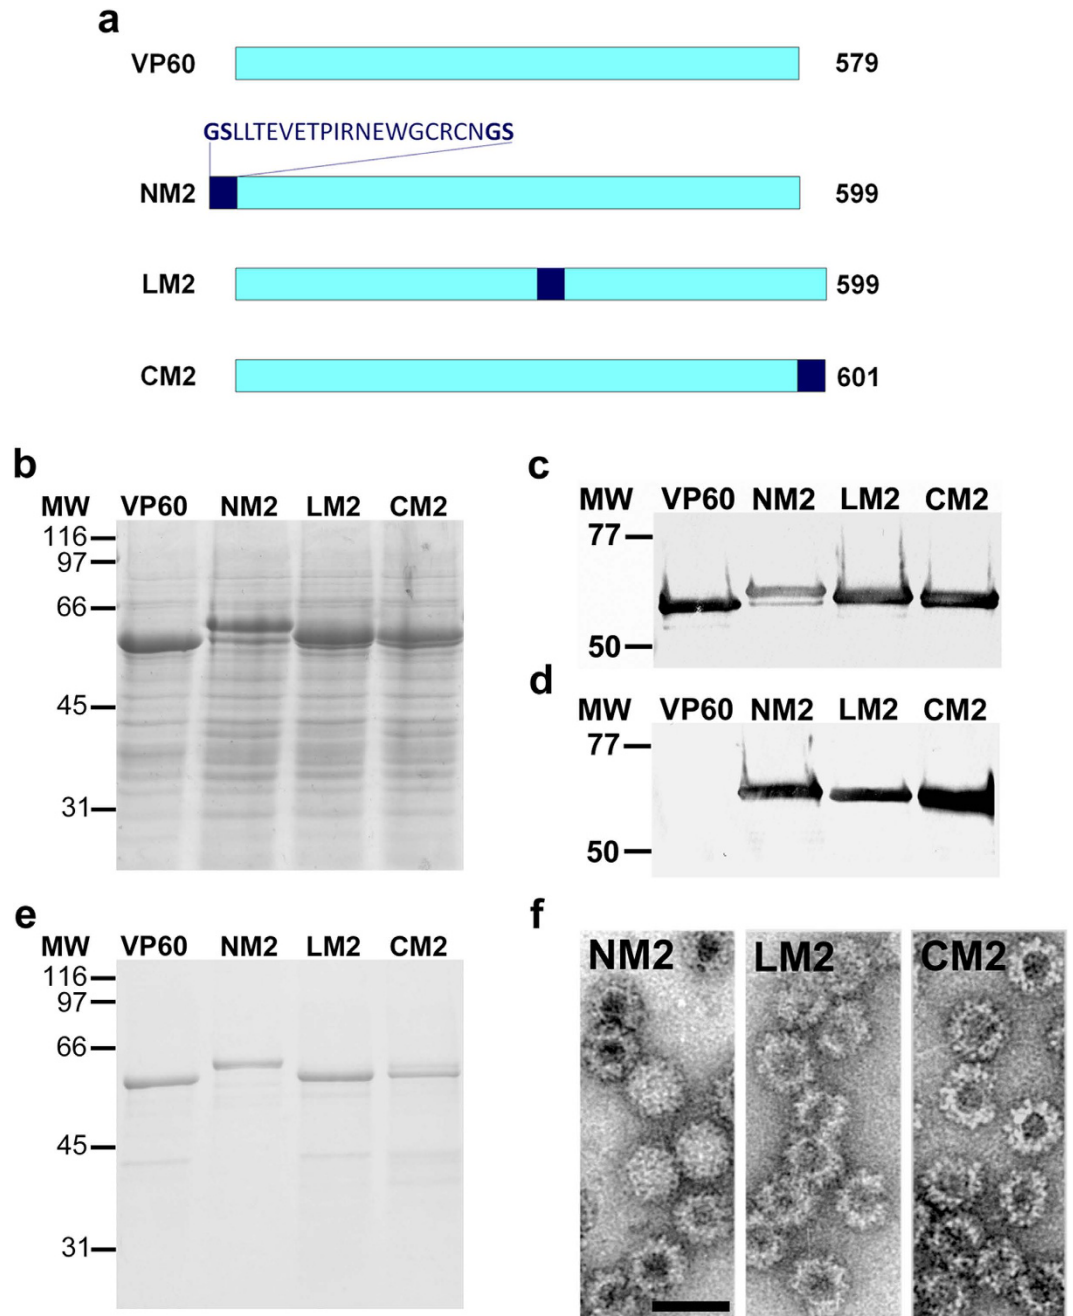 a
VP60 579
GSLLTEVETPIRNEWGCRCNGS
NM2 599
LM2 599
CM2 601
b
MW VP60 NM2 LM2 CM2
116
97
66
45
31
c
MW VP60 NM2 LM2 CM2
77
50
d
MW VP60 NM2 LM2 CM2
77
50
e
MW VP60 NM2 LM2 CM2
116
97
66
45
31
f
NM2 LM2 CM2